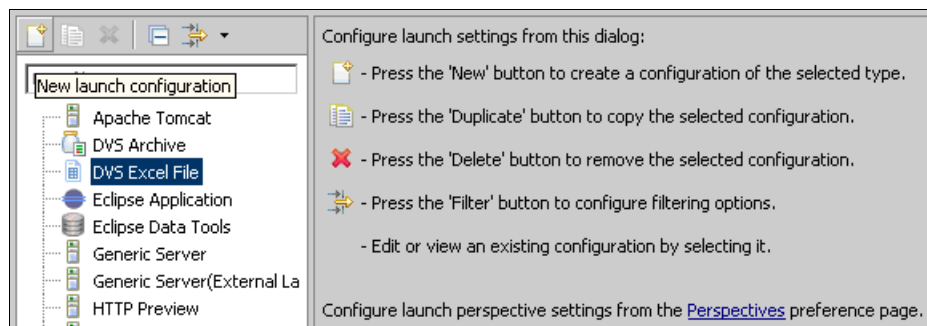 New launch configuration
Apache Tomcat
DVS Archive
DVS Excel File
Eclipse Application
Eclipse Data Tools
Generic Server
Generic Server(External La
HTTP Preview
Configure launch settings from this dialog:
- Press the 'New' button to create a configuration of the selected type.
- Press the 'Duplicate' button to copy the selected configuration.
- Press the 'Delete' button to remove the selected configuration.
- Press the 'Filter' button to configure filtering options.
- Edit or view an existing configuration by selecting it.
Configure launch perspective settings from the Perspectives preference page.